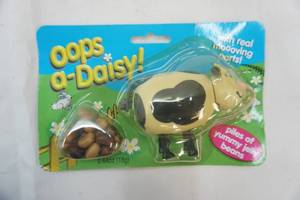 oops
a-Daisy!
with real
moooving
parts!
piles of
yummy jelly
beans